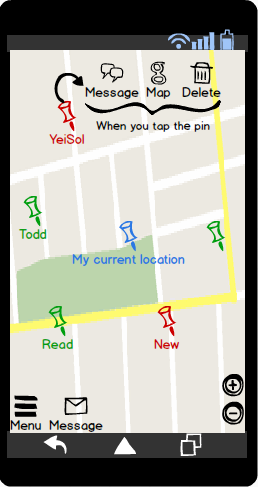 Message Map Delete
When you tap the pin
YeiSol
Todd
My current location
Read
New
Menu Message